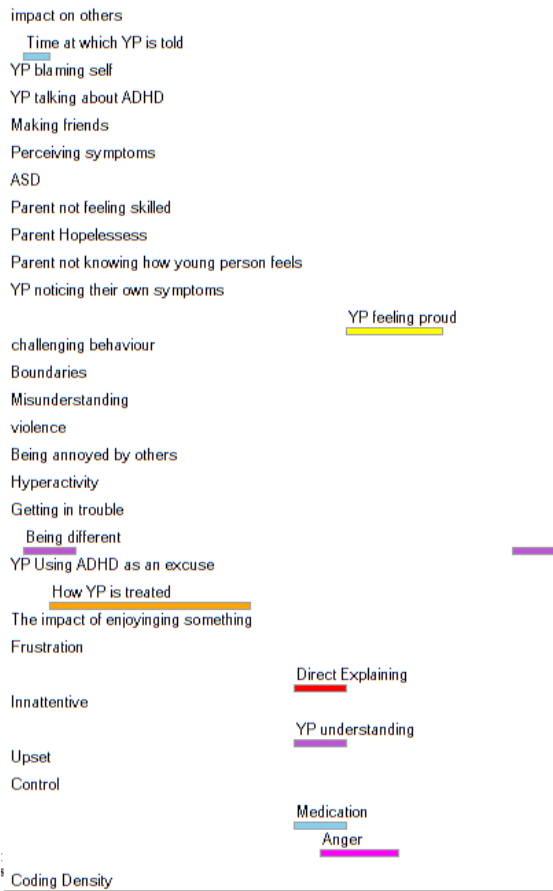 impact on others
Time at which YP is told
YP blaming self
YP talking about ADHD
Making friends
Perceiving symptoms
ASD
Parent not feeling skilled
Parent Hopelessess
Parent not knowing how young person feels
YP noticing their own symptoms
YP feeling proud
challenging behaviour
Boundaries
Misunderstanding
violence
Being annoyed by others
Hyperactivity
Getting in trouble
Being different
YP Using ADHD as an excuse
How YP is treated
The impact of enjoyinging something
Frustration
Direct Explaining
Innattentive
YP understanding
Upset
Control
Medication
Anger
Coding Density